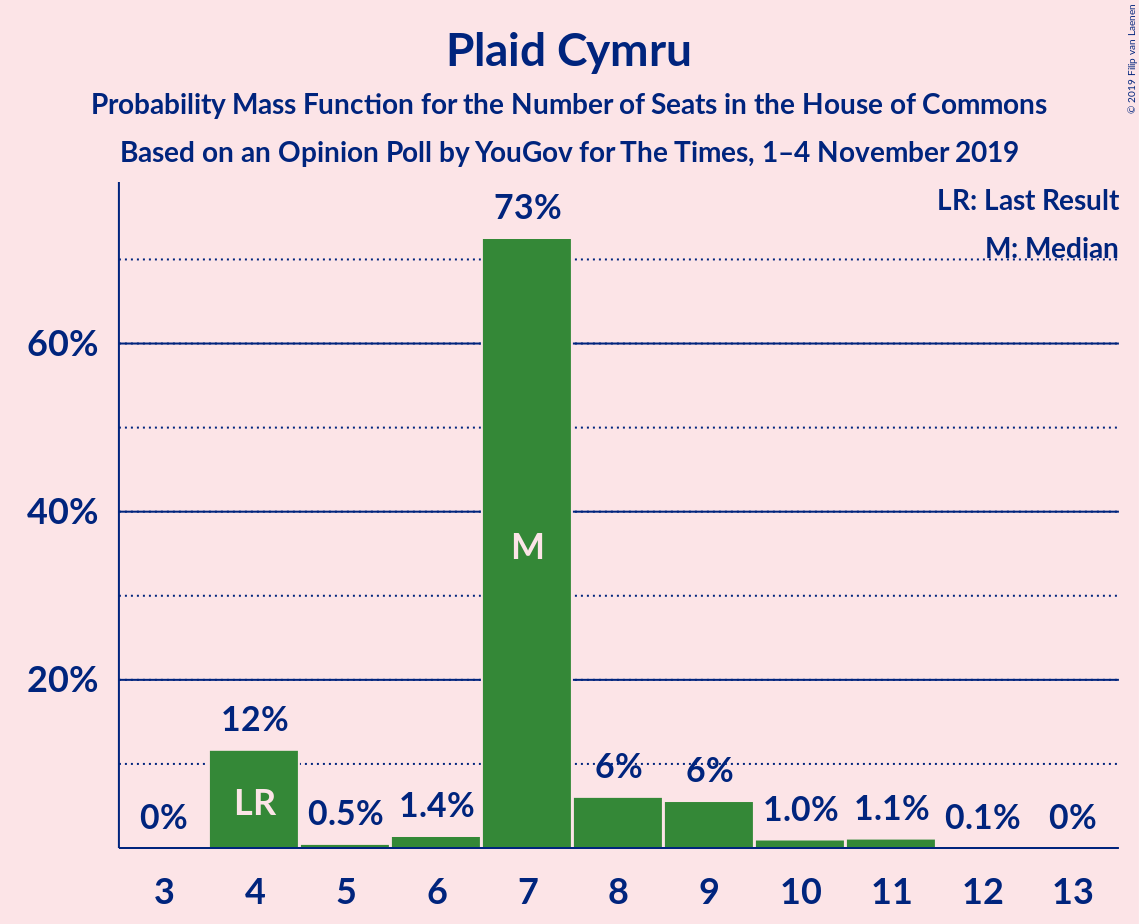 Plaid Cymru
Probability Mass Function for the Number of Seats in the House of Commons
Based on an Opinion Poll by YouGov for The Times, 1–4 November 2019
© 2019 Filip van Laenen
LR: Last Result
M: Median
60%
40%
20%
0%
12%
0.5%
1.4%
73%
6%
6%
1.0%
1.1%
0.1%
0%
LR
M
3 4 5 6 7 8 9 10 11 12 13